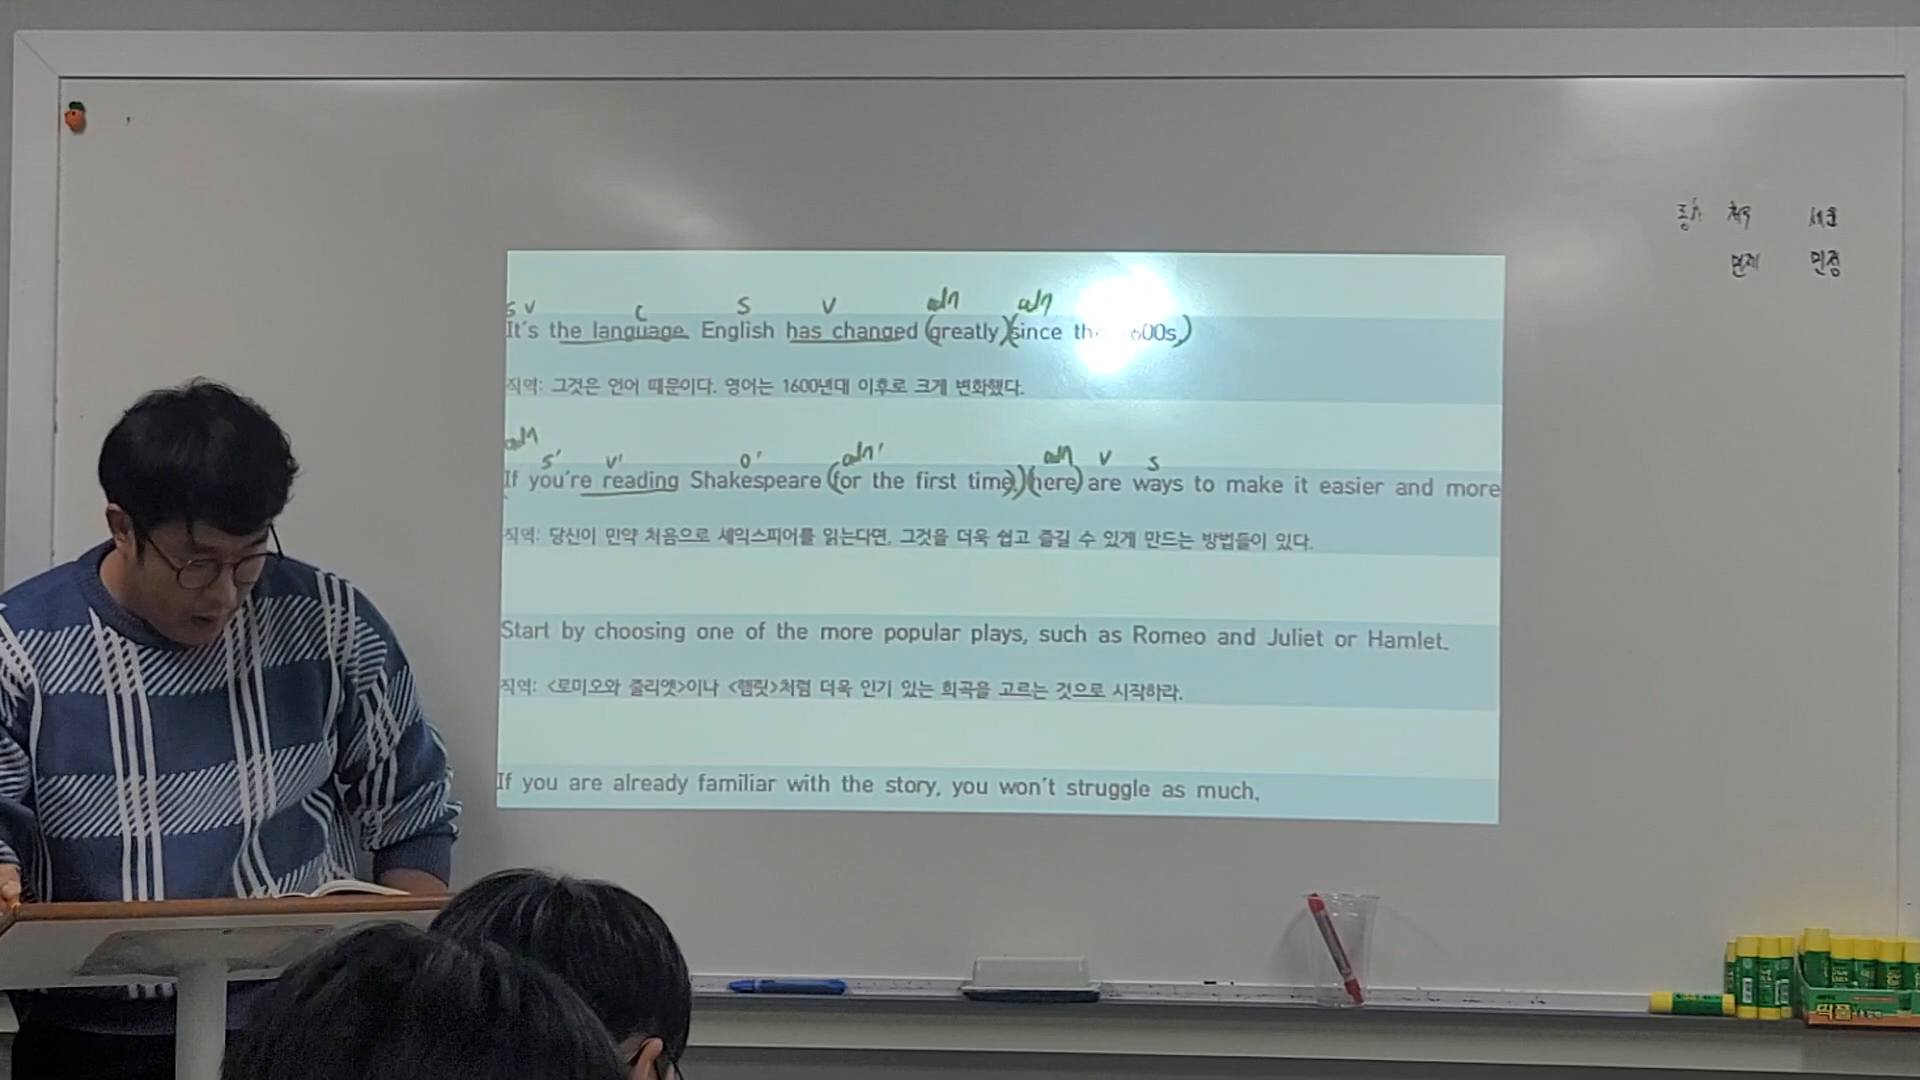 세운
민제 민정
S V C S V
It's the language. English has changed (greatly)(since 600s.)
직역: 그것은 언어 때문이다. 영어는 1600년대 이후로 크게 변화했다.
S' V' O' V S
If you're reading Shakespeare (for the first time,)(here) are ways to make it easier and more
직역: 당신이 만약 처음으로 셰익스피어를 읽는다면, 그것을 더욱 쉽고 즐길 수 있게 만드는 방법들이 있다.
Start by choosing one of the more popular plays, such as Romeo and Juliet or Hamlet.
직역: <로미오와 줄리엣>이나 <햄릿>처럼 더욱 인기 있는 희곡을 고르는 것으로 시작하라.
If you are already familiar with the story, you won't struggle as much,
딱풀